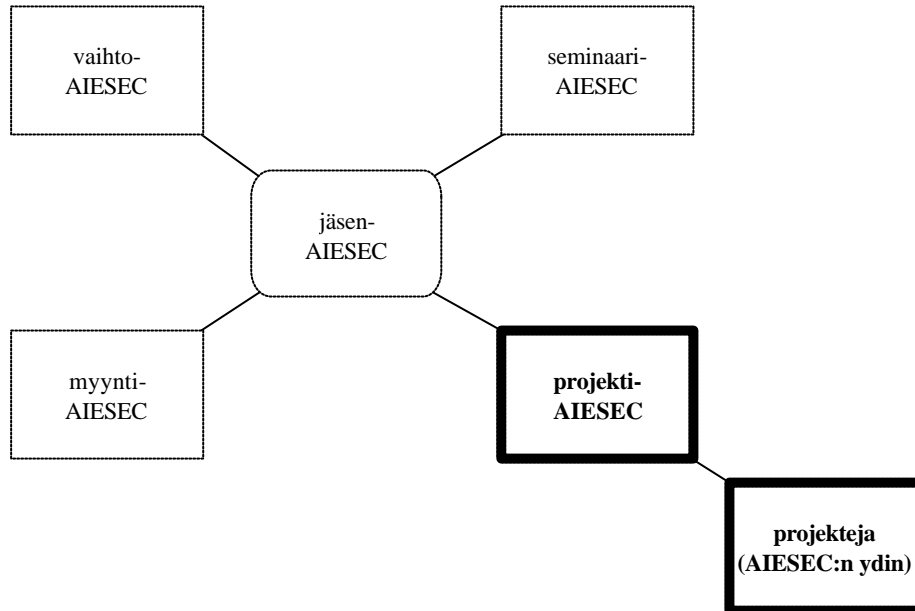 vaihto-
AIESEC
seminaari-
AIESEC
jäsen-
AIESEC
myynti-
AIESEC
projekti-
AIESEC
projekteja
(AIESEC:n ydin)